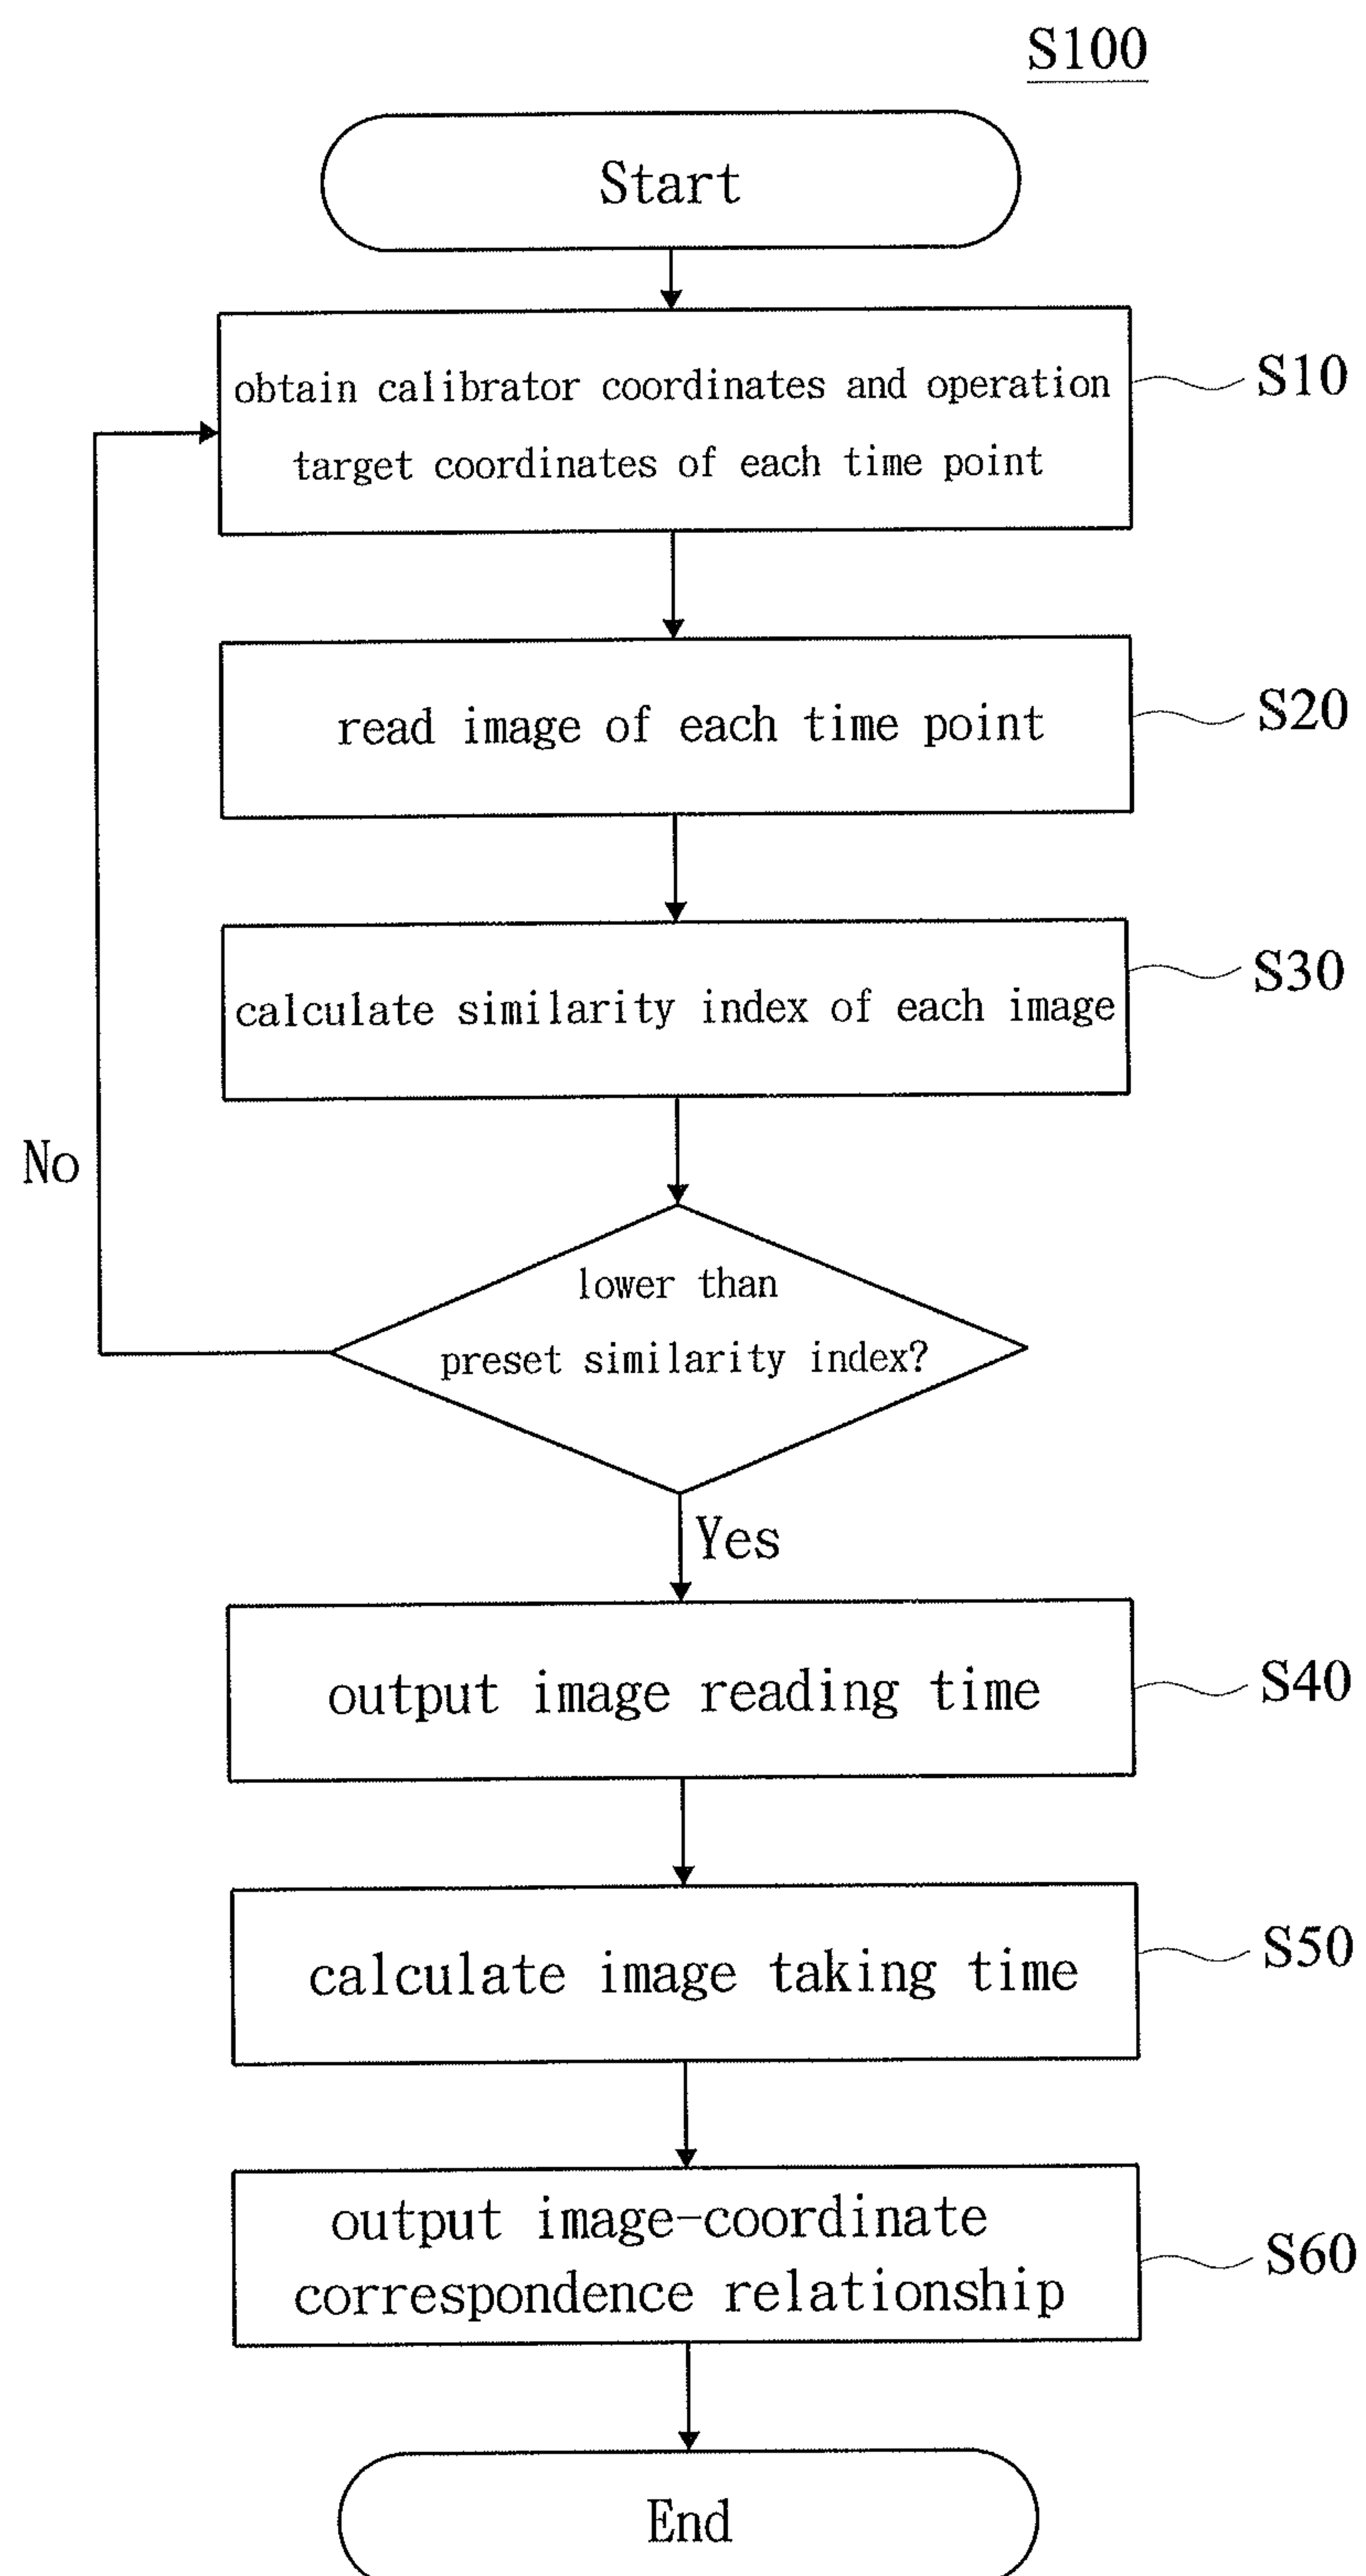 S100
Start
obtain calibrator coordinates and operation
target coordinates of each time point
S10
read image of each time point
S20
calculate similarity index of each image
S30
No
lower than
preset similarity index?
Yes
output image reading time
S40
calculate image taking time
S50
output image-coordinate
correspondence relationship
S60
End